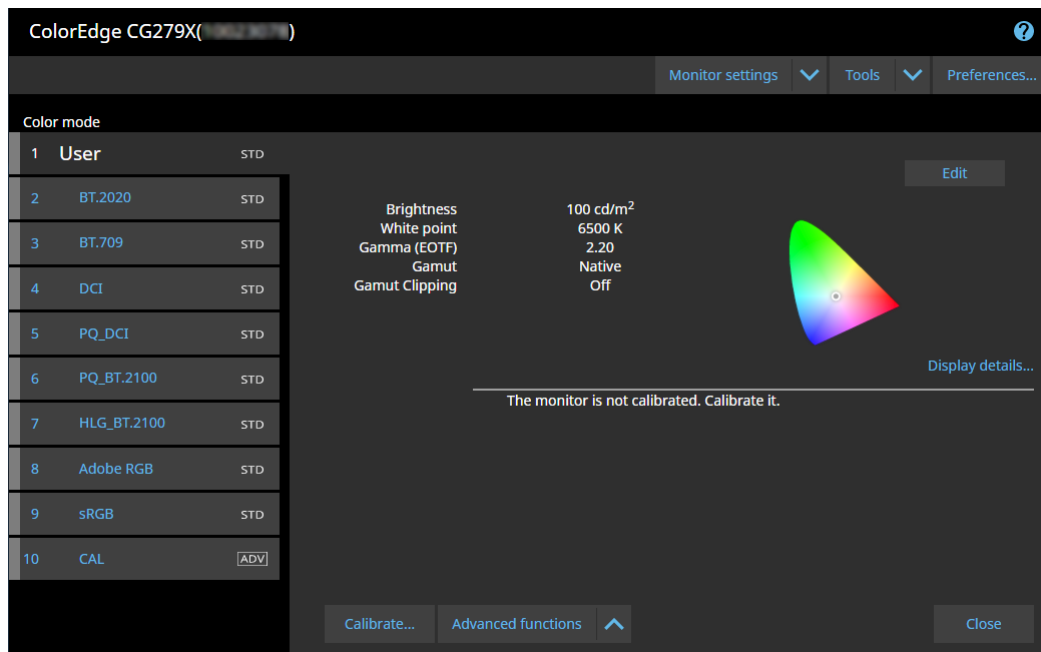 ColorEdge CG279X( )
Monitor settings Tools Preferences...
Color mode
1 User STD
2 BT.2020 STD
3 BT.709 STD
4 DCI STD
5 PQ_DCI STD
6 PQ_BT.2100 STD
7 HLG_BT.2100 STD
8 Adobe RGB STD
9 sRGB STD
10 CAL ADV
Edit
Brightness 100 cd/m²
White point 6500 K
Gamma (EOTF) 2.20
Gamut Native
Gamut Clipping Off
Display details...
The monitor is not calibrated. Calibrate it.
Calibrate... Advanced functions Close